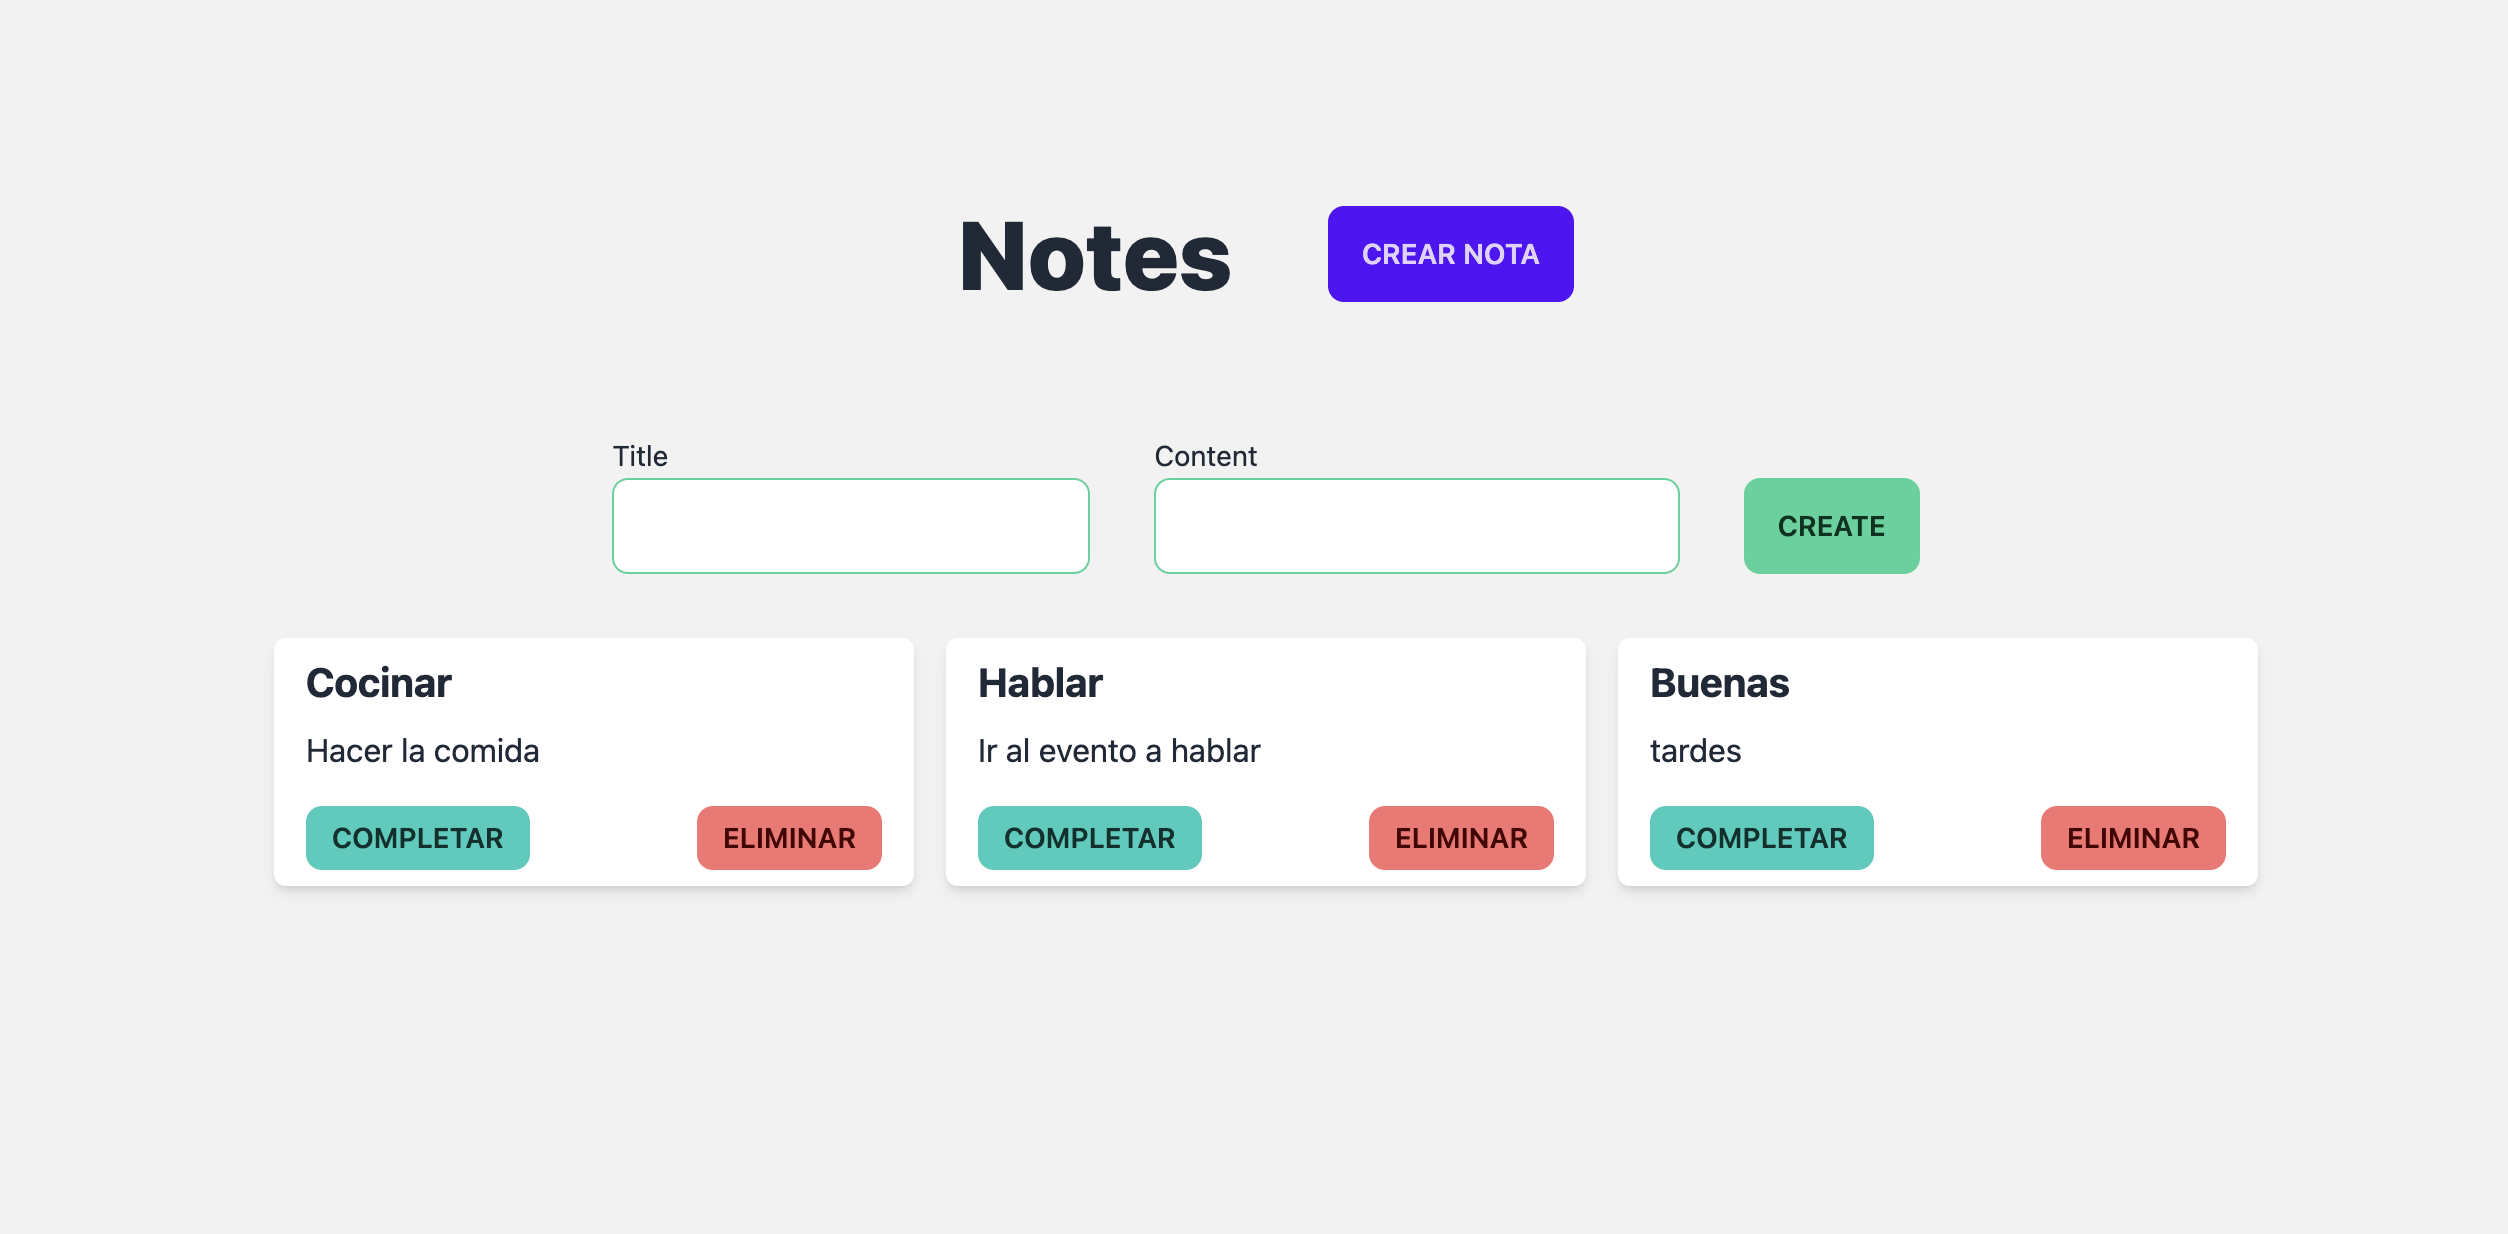 Notes
CREAR NOTA
Title
Content
CREATE
Cocinar
Hacer la comida
COMPLETAR
ELIMINAR
Hablar
Ir al evento a hablar
COMPLETAR
ELIMINAR
Buenas
tardes
COMPLETAR
ELIMINAR